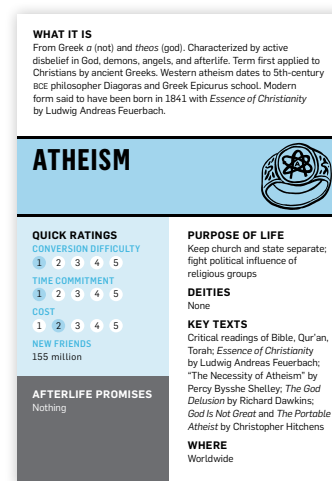 WHAT IT IS
From Greek a (not) and theos (god). Characterized by active
disbelief in God, demons, angels, and afterlife. Term first applied to
Christians by ancient Greeks. Western atheism dates to 5th-century
BCE philosopher Diagoras and Greek Epicurus school. Modern
form said to have been born in 1841 with Essence of Christianity
by Ludwig Andreas Feuerbach.
ATHEISM
QUICK RATINGS
CONVERSION DIFFICULTY
1 2 3 4 5
TIME COMMITMENT
1 2 3 4 5
COST
1 2 3 4 5
NEW FRIENDS
155 million
AFTERLIFE PROMISES
Nothing
PURPOSE OF LIFE
Keep church and state separate;
fight political influence of
religious groups
DEITIES
None
KEY TEXTS
Critical readings of Bible, Qur'an,
Torah; Essence of Christianity
by Ludwig Andreas Feuerbach;
"The Necessity of Atheism" by
Percy Bysshe Shelley; The God
Delusion by Richard Dawkins;
God Is Not Great and The Portable
Atheist by Christopher Hitchens
WHERE
Worldwide